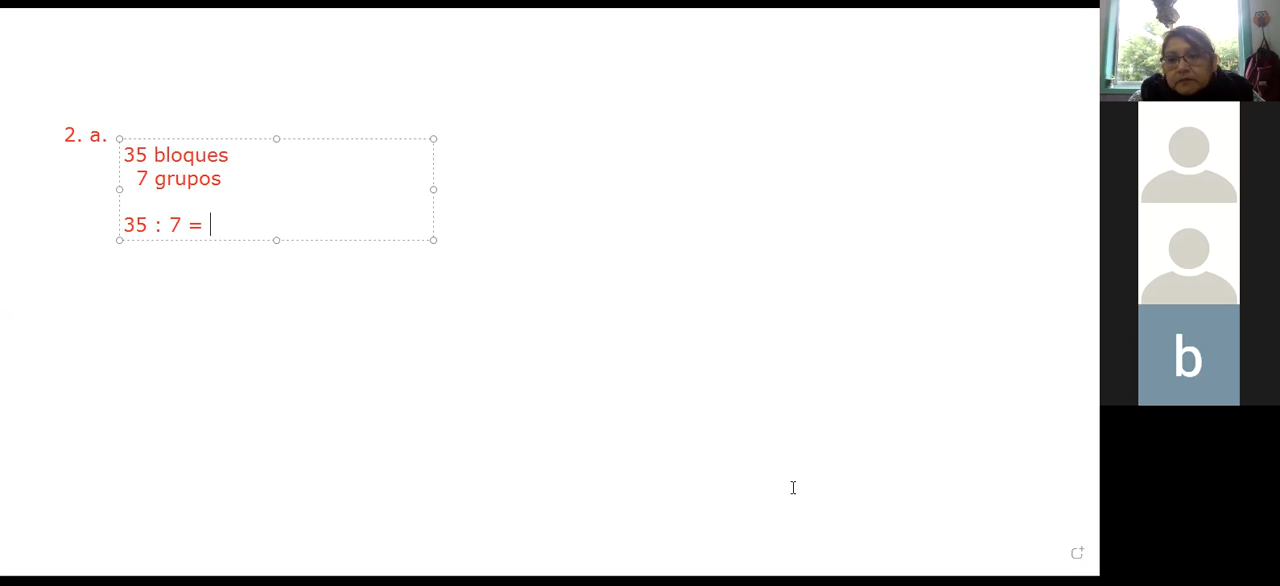 2. a.
35 bloques
7 grupos
35 : 7 =
b